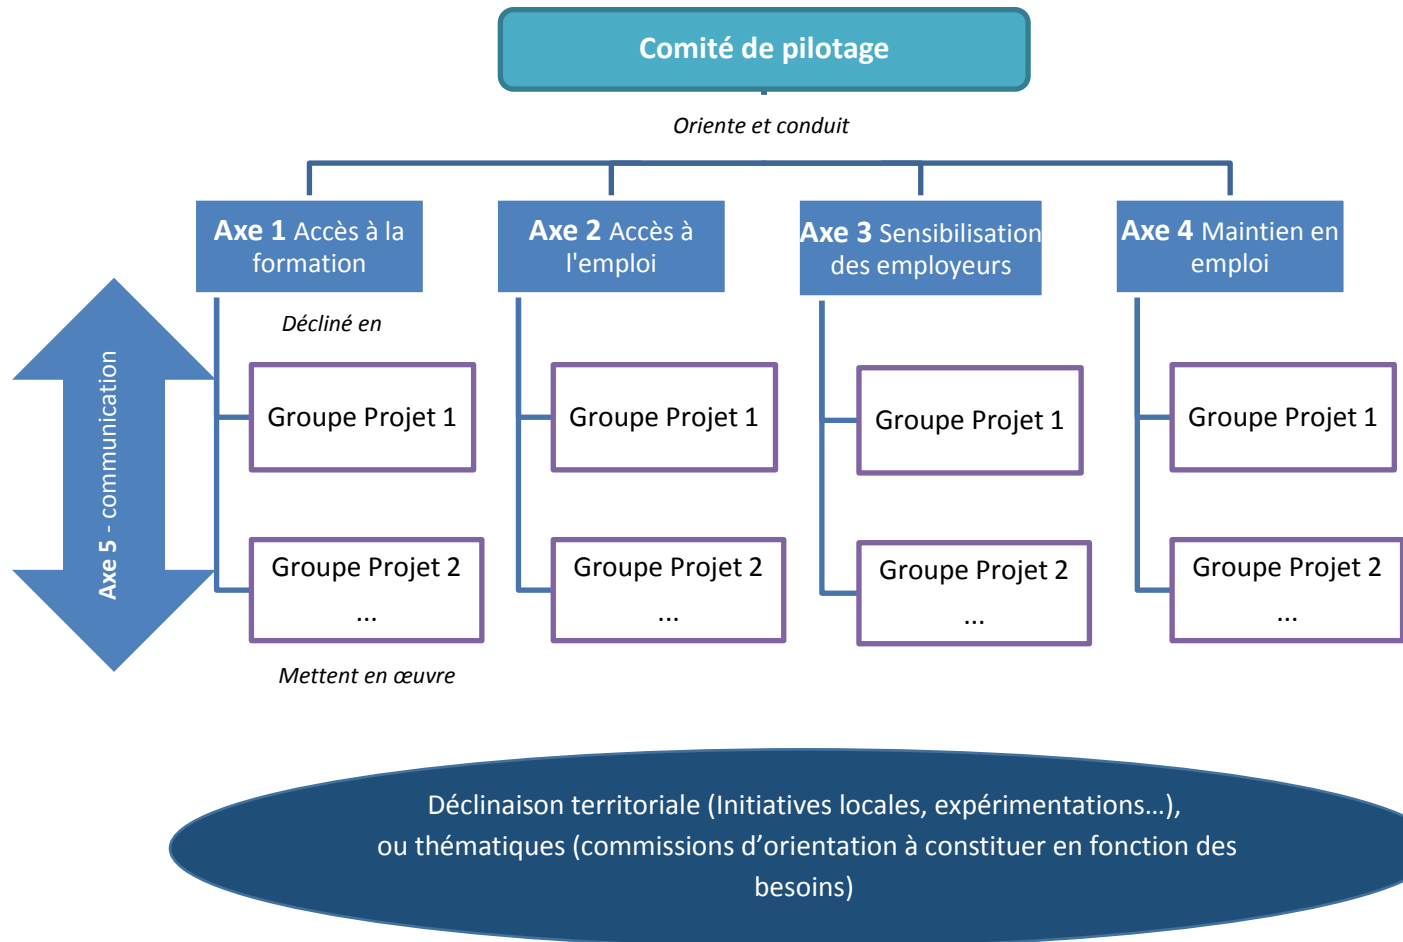 Comité de pilotage
Oriente et conduit
Axe 1 Accès à la
formation
Axe 2 Accès à
l'emploi
Axe 3 Sensibilisation
des employeurs
Axe 4 Maintien en
emploi
Décliné en
Axe 5 - communication
Groupe Projet 1
Groupe Projet 1
Groupe Projet 1
Groupe Projet 1
Groupe Projet 2
...
Groupe Projet 2
...
Groupe Projet 2
...
Groupe Projet 2
...
Mettent en œuvre
Déclinaison territoriale (Initiatives locales, expérimentations...),
ou thématiques (commissions d’orientation à constituer en fonction des
besoins)